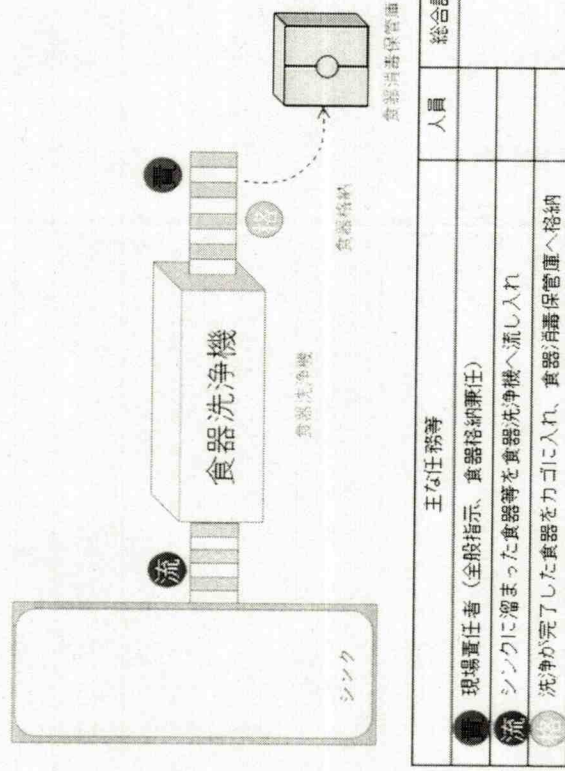 シンク
流
食器洗浄機
食器洗浄機
責
格
食器格納
食器消毒保管庫
主な任務等 人員
責 現場責任者（全般指示、食器格納兼任）
流 シンクに溜まった食器等を食器洗浄機へ流し入れ
格 洗浄が完了した食器をカゴに入れ、食器消毒保管庫へ格納